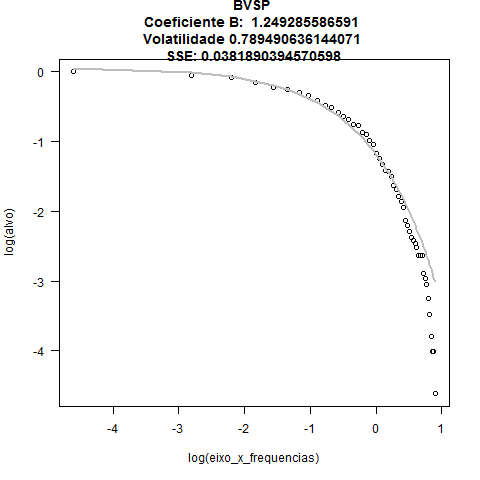 BVSP
Coeficiente B:  1.249285586591
Volatilidade 0.789490636144071
SSE: 0.0381890394570598
0
-1
-2
-3
-4
log(alvo)
-4 -3 -2 -1 0 1
log(eixo_x_frequencias)